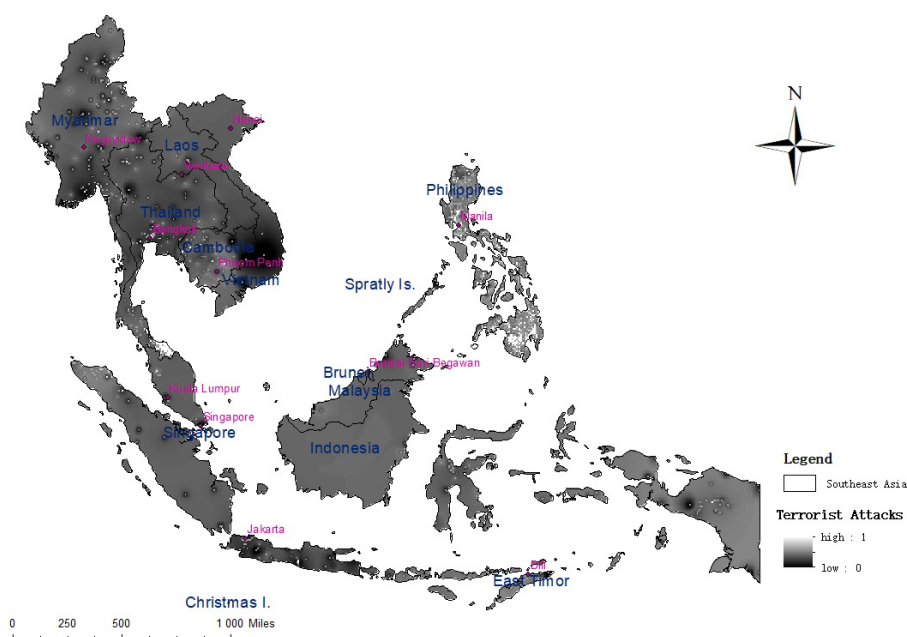 N
Myanmar
Hanoi
Naypyidaw
Laos
Vientiane
Philippines
Manila
Thailand
Bangkok
Cambodia
Phnom Penh
Vietnam
Spratly Is.
Bandar Seri Begawan
Brunei
Malaysia
Kuala Lumpur
Singapore
Singapore
Indonesia
Legend
Southeast Asia
Terrorist Attacks
high : 1
low : 0
Jakarta
Dili
East Timor
Christmas I.
0 250 500 1 000 Miles